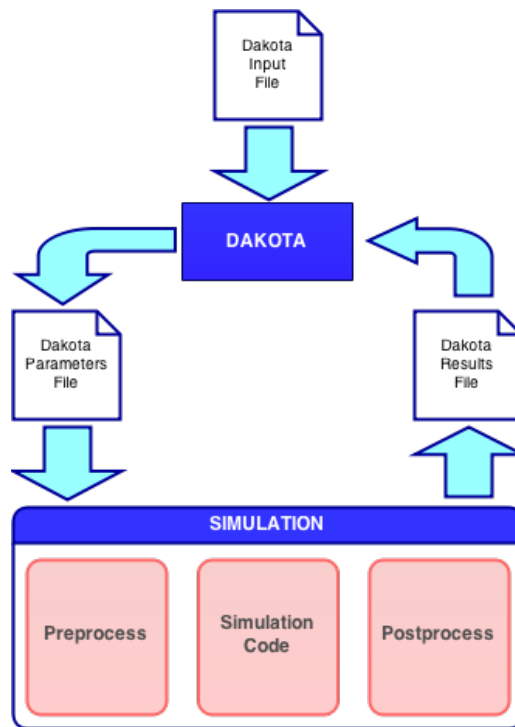 Dakota
Input
File
DAKOTA
Dakota
Parameters
File
Dakota
Results
File
SIMULATION
Preprocess
Simulation
Code
Postprocess